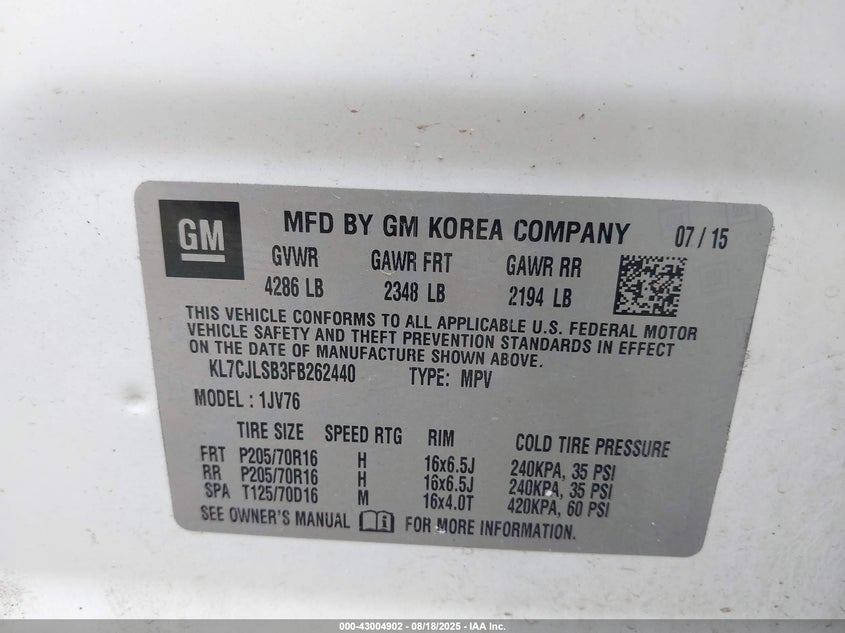 GM
MFD BY GM KOREA COMPANY 07 / 15
GVWR GAWR FRT GAWR RR
4286 LB 2348 LB 2194 LB
THIS VEHICLE CONFORMS TO ALL APPLICABLE U.S. FEDERAL MOTOR
VEHICLE SAFETY AND THEFT PREVENTION STANDARDS IN EFFECT
ON THE DATE OF MANUFACTURE SHOWN ABOVE.
KL7CJLSB3FB262440 TYPE: MPV
MODEL : 1JV76
TIRE SIZE SPEED RTG RIM COLD TIRE PRESSURE
FRT P205/70R16 H 16x6.5J 240KPA, 35 PSI
RR P205/70R16 H 16x6.5J 240KPA, 35 PSI
SPA T125/70D16 M 16x4.0T 420KPA, 60 PSI
SEE OWNER'S MANUAL FOR MORE INFORMATION.
000-43004902 - 08/18/2025 - IAA Inc.